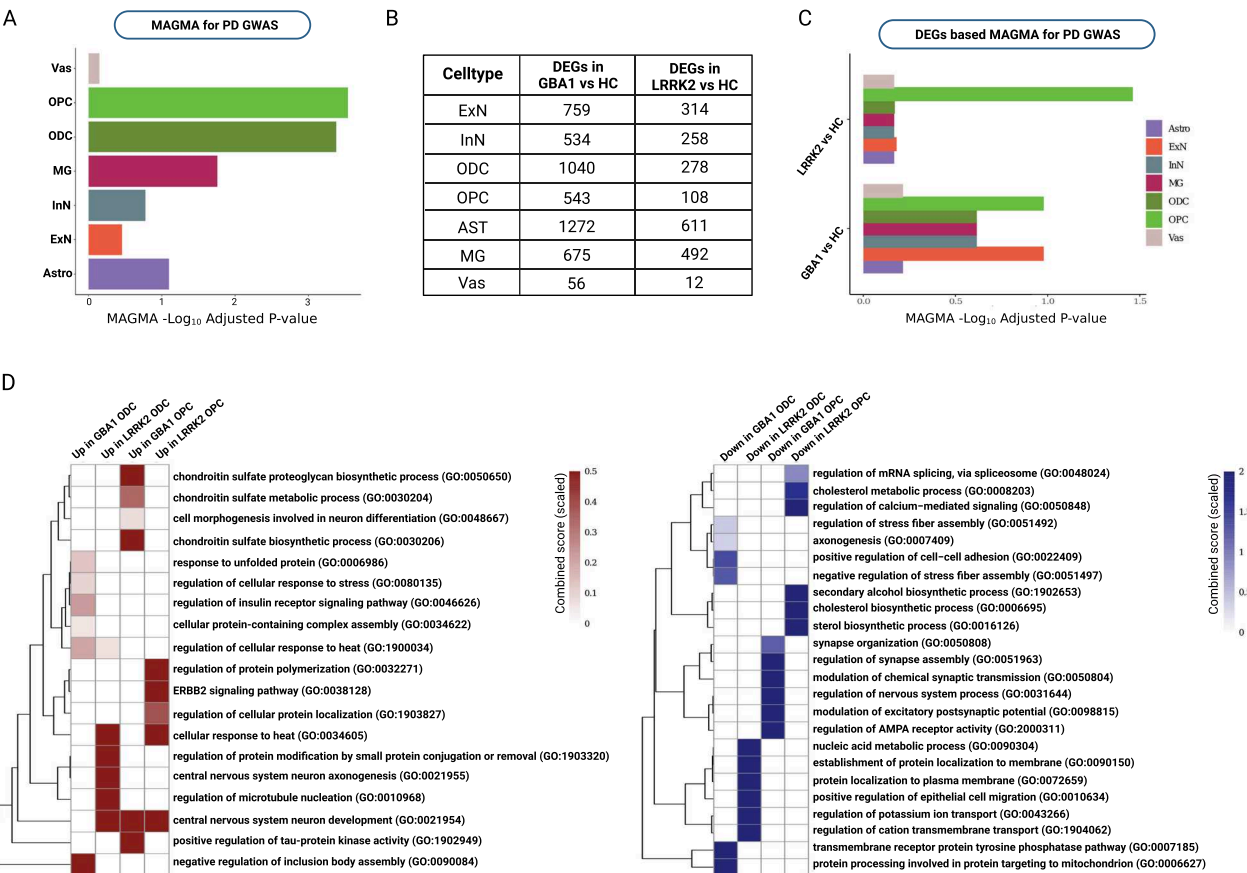 A
MAGMA for PD GWAS
Vas
OPC
ODC
MG
InN
ExN
Astro
0 1 2 3
MAGMA -Log10 Adjusted P-value
B
Celltype DEGs in GBA1 vs HC DEGs in LRRK2 vs HC
ExN 759 314
InN 534 258
ODC 1040 278
OPC 543 108
AST 1272 611
MG 675 492
Vas 56 12
C
DEGs based MAGMA for PD GWAS
LRRK2 vs HC
GBA1 vs HC
0.0 0.5 1.0 1.5
MAGMA -Log10 Adjusted P-value
Astro
ExN
InN
MG
ODC
OPC
Vas
D
Up in GBA1 ODC
Up in LRRK2 ODC
Up in GBA1 OPC
Up in LRRK2 OPC
chondroitin sulfate proteoglycan biosynthetic process (GO:0050650)
chondroitin sulfate metabolic process (GO:0030204)
cell morphogenesis involved in neuron differentiation (GO:0048667)
chondroitin sulfate biosynthetic process (GO:0030206)
response to unfolded protein (GO:0006986)
regulation of cellular response to stress (GO:0080135)
regulation of insulin receptor signaling pathway (GO:0046626)
cellular protein-containing complex assembly (GO:0034622)
regulation of cellular response to heat (GO:1900034)
regulation of protein polymerization (GO:0032271)
ERBB2 signaling pathway (GO:0038128)
regulation of cellular protein localization (GO:1903827)
cellular response to heat (GO:0034605)
regulation of protein modification by small protein conjugation or removal (GO:1903320)
central nervous system neuron axonogenesis (GO:0021955)
regulation of microtubule nucleation (GO:0010968)
central nervous system neuron development (GO:0021954)
positive regulation of tau-protein kinase activity (GO:1902949)
negative regulation of inclusion body assembly (GO:0090084)
Combined score (scaled)
0.5
0.4
0.3
0.2
0.1
0
Down in GBA1 ODC
Down in LRRK2 ODC
Down in GBA1 OPC
Down in LRRK2 OPC
regulation of mRNA splicing, via spliceosome (GO:0048024)
cholesterol metabolic process (GO:0008203)
regulation of calcium-mediated signaling (GO:0050848)
regulation of stress fiber assembly (GO:0051492)
axonogenesis (GO:0007409)
positive regulation of cell-cell adhesion (GO:0022409)
negative regulation of stress fiber assembly (GO:0051497)
secondary alcohol biosynthetic process (GO:1902653)
cholesterol biosynthetic process (GO:0006695)
sterol biosynthetic process (GO:0016126)
synapse organization (GO:0050808)
regulation of synapse assembly (GO:0051963)
modulation of chemical synaptic transmission (GO:0050804)
regulation of nervous system process (GO:0031644)
modulation of excitatory postsynaptic potential (GO:0098815)
regulation of AMPA receptor activity (GO:2000311)
nucleic acid metabolic process (GO:0090304)
establishment of protein localization to membrane (GO:0090150)
protein localization to plasma membrane (GO:0072659)
positive regulation of epithelial cell migration (GO:0010634)
regulation of potassium ion transport (GO:0043266)
regulation of cation transmembrane transport (GO:1904062)
transmembrane receptor protein tyrosine phosphatase pathway (GO:0007185)
protein processing involved in protein targeting to mitochondrion (GO:0006627)
Combined score (scaled)
2
1.
1
0.
0